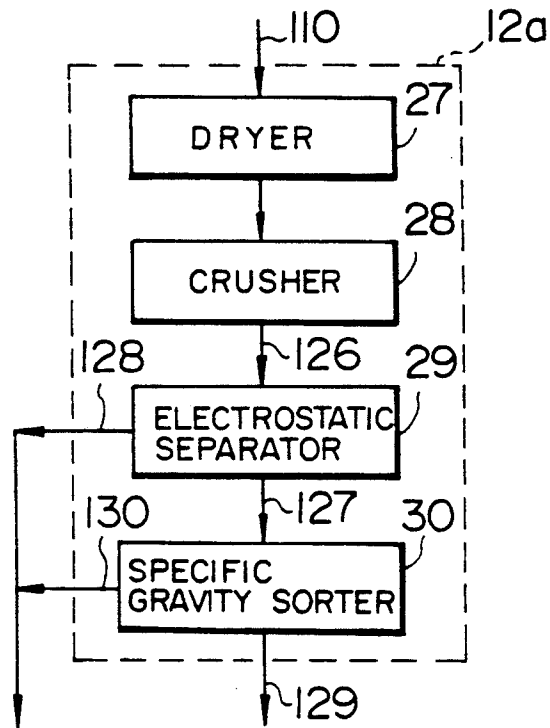 110
12a
27
DRYER
28
CRUSHER
126
128
29
ELECTROSTATIC
SEPARATOR
127
130
30
SPECIFIC
GRAVITY SORTER
129